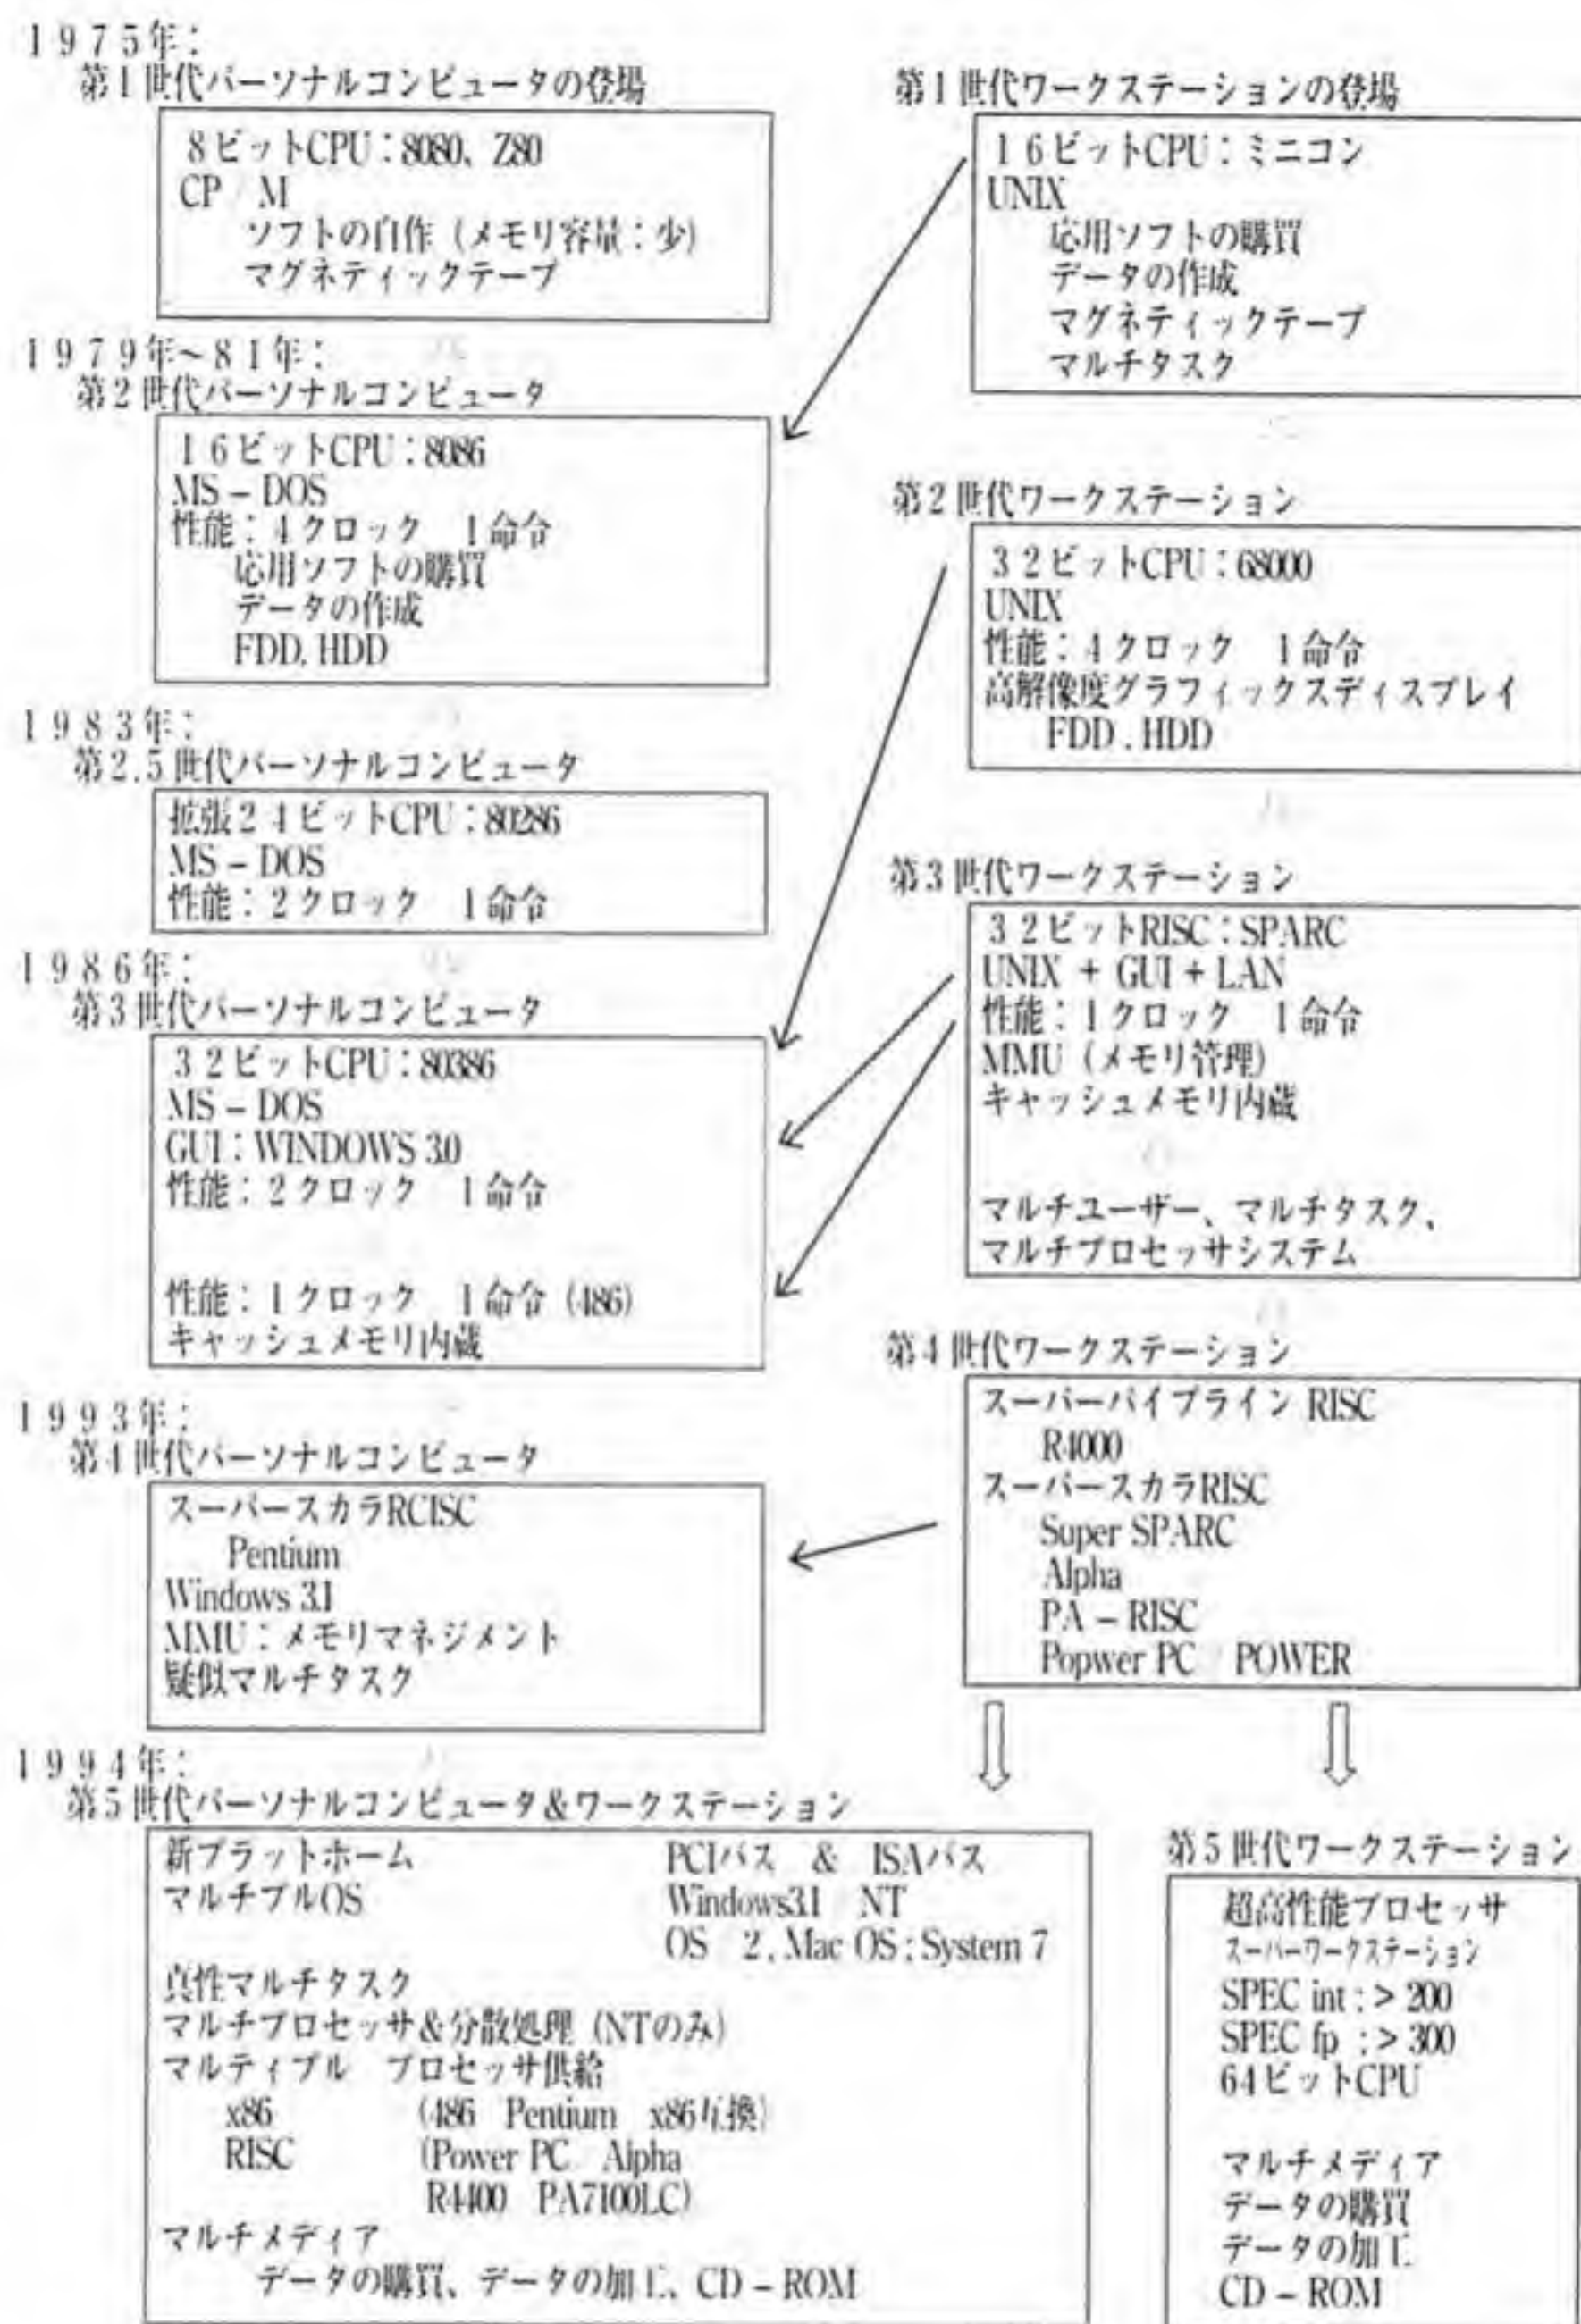 1975年：
第1世代パーソナルコンピュータの登場
8ビットCPU：8080、Z80
CP M
ソフトの自作（メモリ容量：少）
マグネティックテープ
1979年〜81年：
第2世代パーソナルコンピュータ
16ビットCPU：8086
MS－DOS
性能：4クロック 1命令
応用ソフトの購買
データの作成
FDD, HDD
1983年：
第2.5世代パーソナルコンピュータ
拡張24ビットCPU：80286
MS－DOS
性能：2クロック 1命令
1986年：
第3世代パーソナルコンピュータ
32ビットCPU：80386
MS－DOS
GUI：WINDOWS 3.0
性能：2クロック 1命令
性能：1クロック 1命令（486）
キャッシュメモリ内蔵
1993年：
第4世代パーソナルコンピュータ
スーパースカラRCISC
Pentium
Windows 3.1
MMU：メモリマネジメント
疑似マルチタスク
第1世代ワークステーションの登場
16ビットCPU：ミニコン
UNIX
応用ソフトの購買
データの作成
マグネティックテープ
マルチタスク
第2世代ワークステーション
32ビットCPU：68000
UNIX
性能：4クロック 1命令
高解像度グラフィックスディスプレイ
FDD , HDD
第3世代ワークステーション
32ビットRISC：SPARC
UNIX + GUI + LAN
性能：1クロック 1命令
MMU（メモリ管理）
キャッシュメモリ内蔵
マルチユーザー、マルチタスク、
マルチプロセッサシステム
第4世代ワークステーション
スーパーパイプライン RISC
R4000
スーパースカラRISC
Super SPARC
Alpha
PA－RISC
Popwer PC POWER
1994年：
第5世代パーソナルコンピュータ＆ワークステーション
新プラットホーム PCIバス & ISAバス
マルチプルOS Windows3.1 NT
OS 2, Mac OS : System 7
真性マルチタスク
マルチプロセッサ＆分散処理（NTのみ）
マルティプル プロセッサ供給
x86 (486 Pentium x86互換)
RISC (Power PC Alpha
R4400 PA7100LC)
マルチメディア
データの購買、データの加工、CD－ROM
第5世代ワークステーション
超高性能プロセッサ
スーパーワークステーション
SPEC int : > 200
SPEC fp : > 300
64ビットCPU
マルチメディア
データの購買
データの加工
CD－ROM